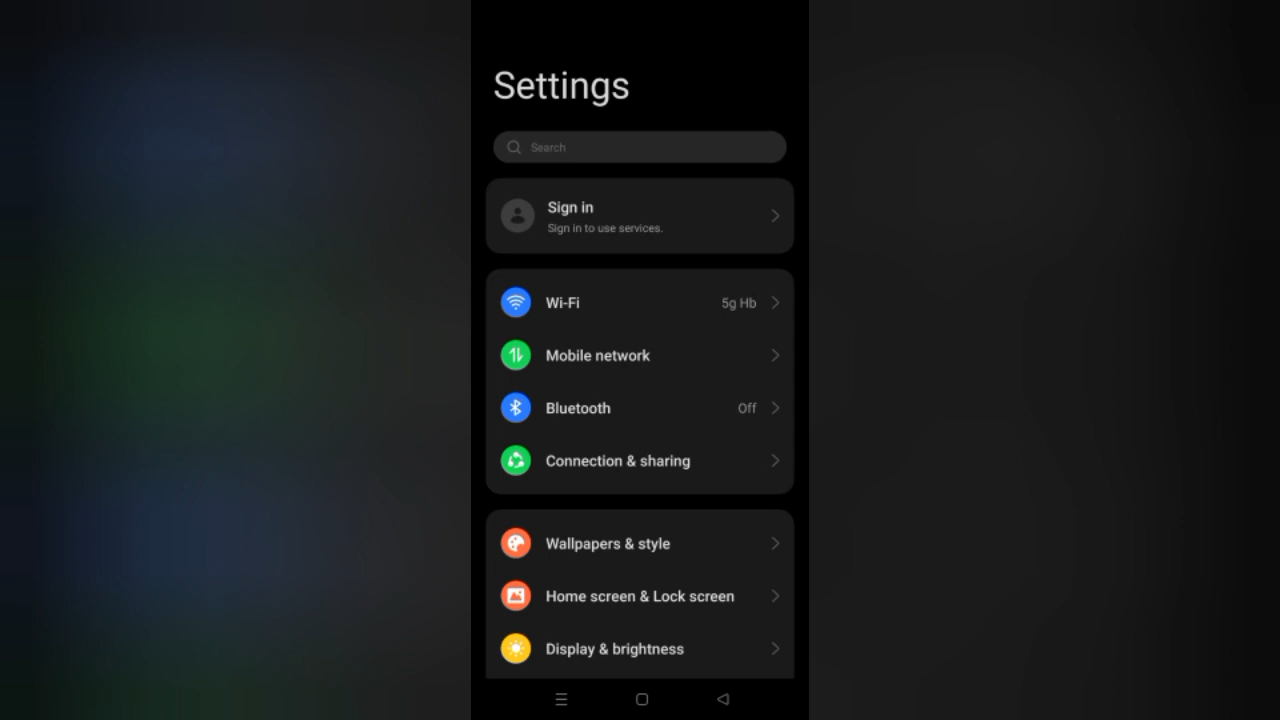 Settings
Search
Sign in
Sign in to use services.
Wi-Fi 5g Hb
Mobile network
Bluetooth Off
Connection & sharing
Wallpapers & style
Home screen & Lock screen
Display & brightness